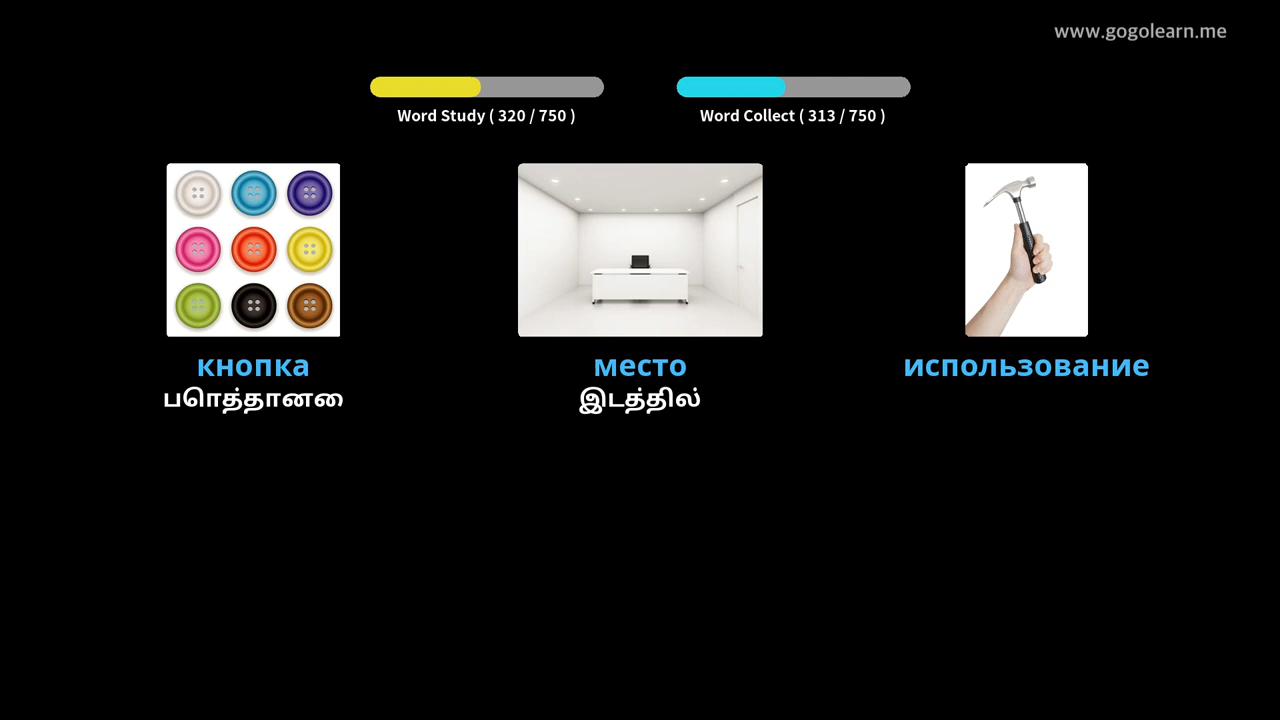 www.gogolearn.me
Word Study ( 320 / 750 )
Word Collect ( 313 / 750 )
кнопка
место
использование
பொத்தானை
இடத்தில்